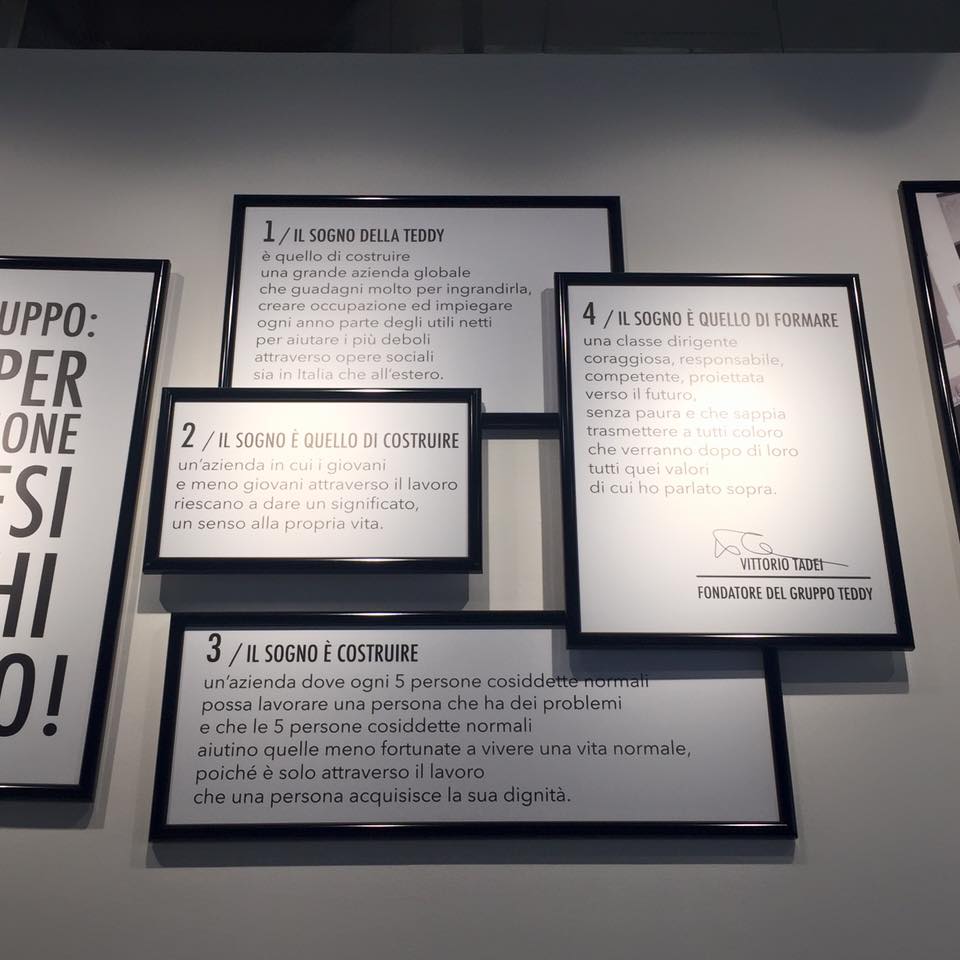 UPPO:
PER
ONE
ESI
HI
O!
1 / IL SOGNO DELLA TEDDY
è quello di costruire
una grande azienda globale
che guadagni molto per ingrandirla,
creare occupazione ed impiegare
ogni anno parte degli utili netti
per aiutare i più deboli
attraverso opere sociali
sia in Italia che all'estero.
2 / IL SOGNO È QUELLO DI COSTRUIRE
un'azienda in cui i giovani
e meno giovani attraverso il lavoro
riescano a dare un significato,
un senso alla propria vita.
3 / IL SOGNO È COSTRUIRE
un'azienda dove ogni 5 persone cosiddette normali
possa lavorare una persona che ha dei problemi
e che le 5 persone cosiddette normali
aiutino quelle meno fortunate a vivere una vita normale,
poiché è solo attraverso il lavoro
che una persona acquisisce la sua dignità.
4 / IL SOGNO È QUELLO DI FORMARE
una classe dirigente
coraggiosa, responsabile,
competente, proiettata
verso il futuro,
senza paura e che sappia
trasmettere a tutti coloro
che verranno dopo di loro
tutti quei valori
di cui ho parlato sopra.
VITTORIO TADEI
FONDATORE DEL GRUPPO TEDDY